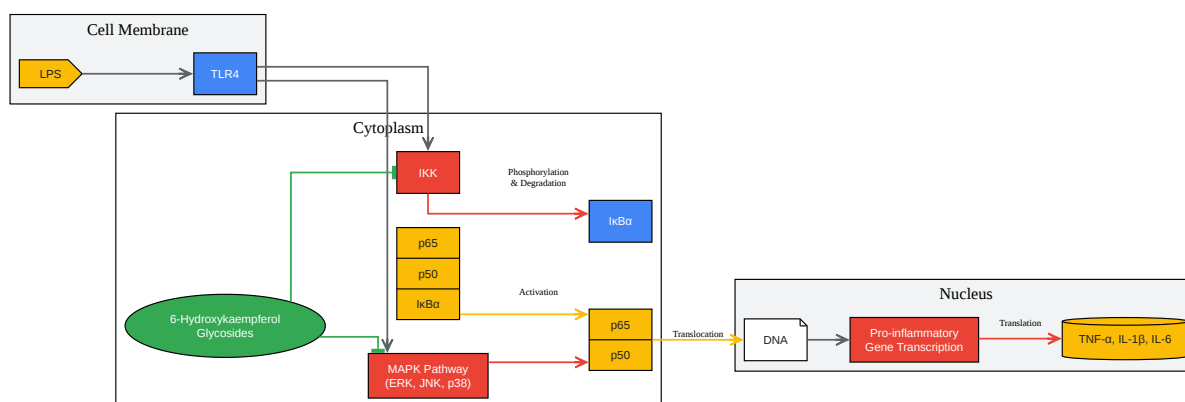 Cell Membrane
LPS
TLR4
Cytoplasm
IKK
Phosphorylation
& Degradation
IκBα
p65
p50
IκBα
Activation
6-Hydroxykaempferol
Glycosides
p65
p50
MAPK Pathway
(ERK, JNK, p38)
Translocation
Nucleus
DNA
Pro-inflammatory
Gene Transcription
Translation
TNF-α, IL-1β, IL-6